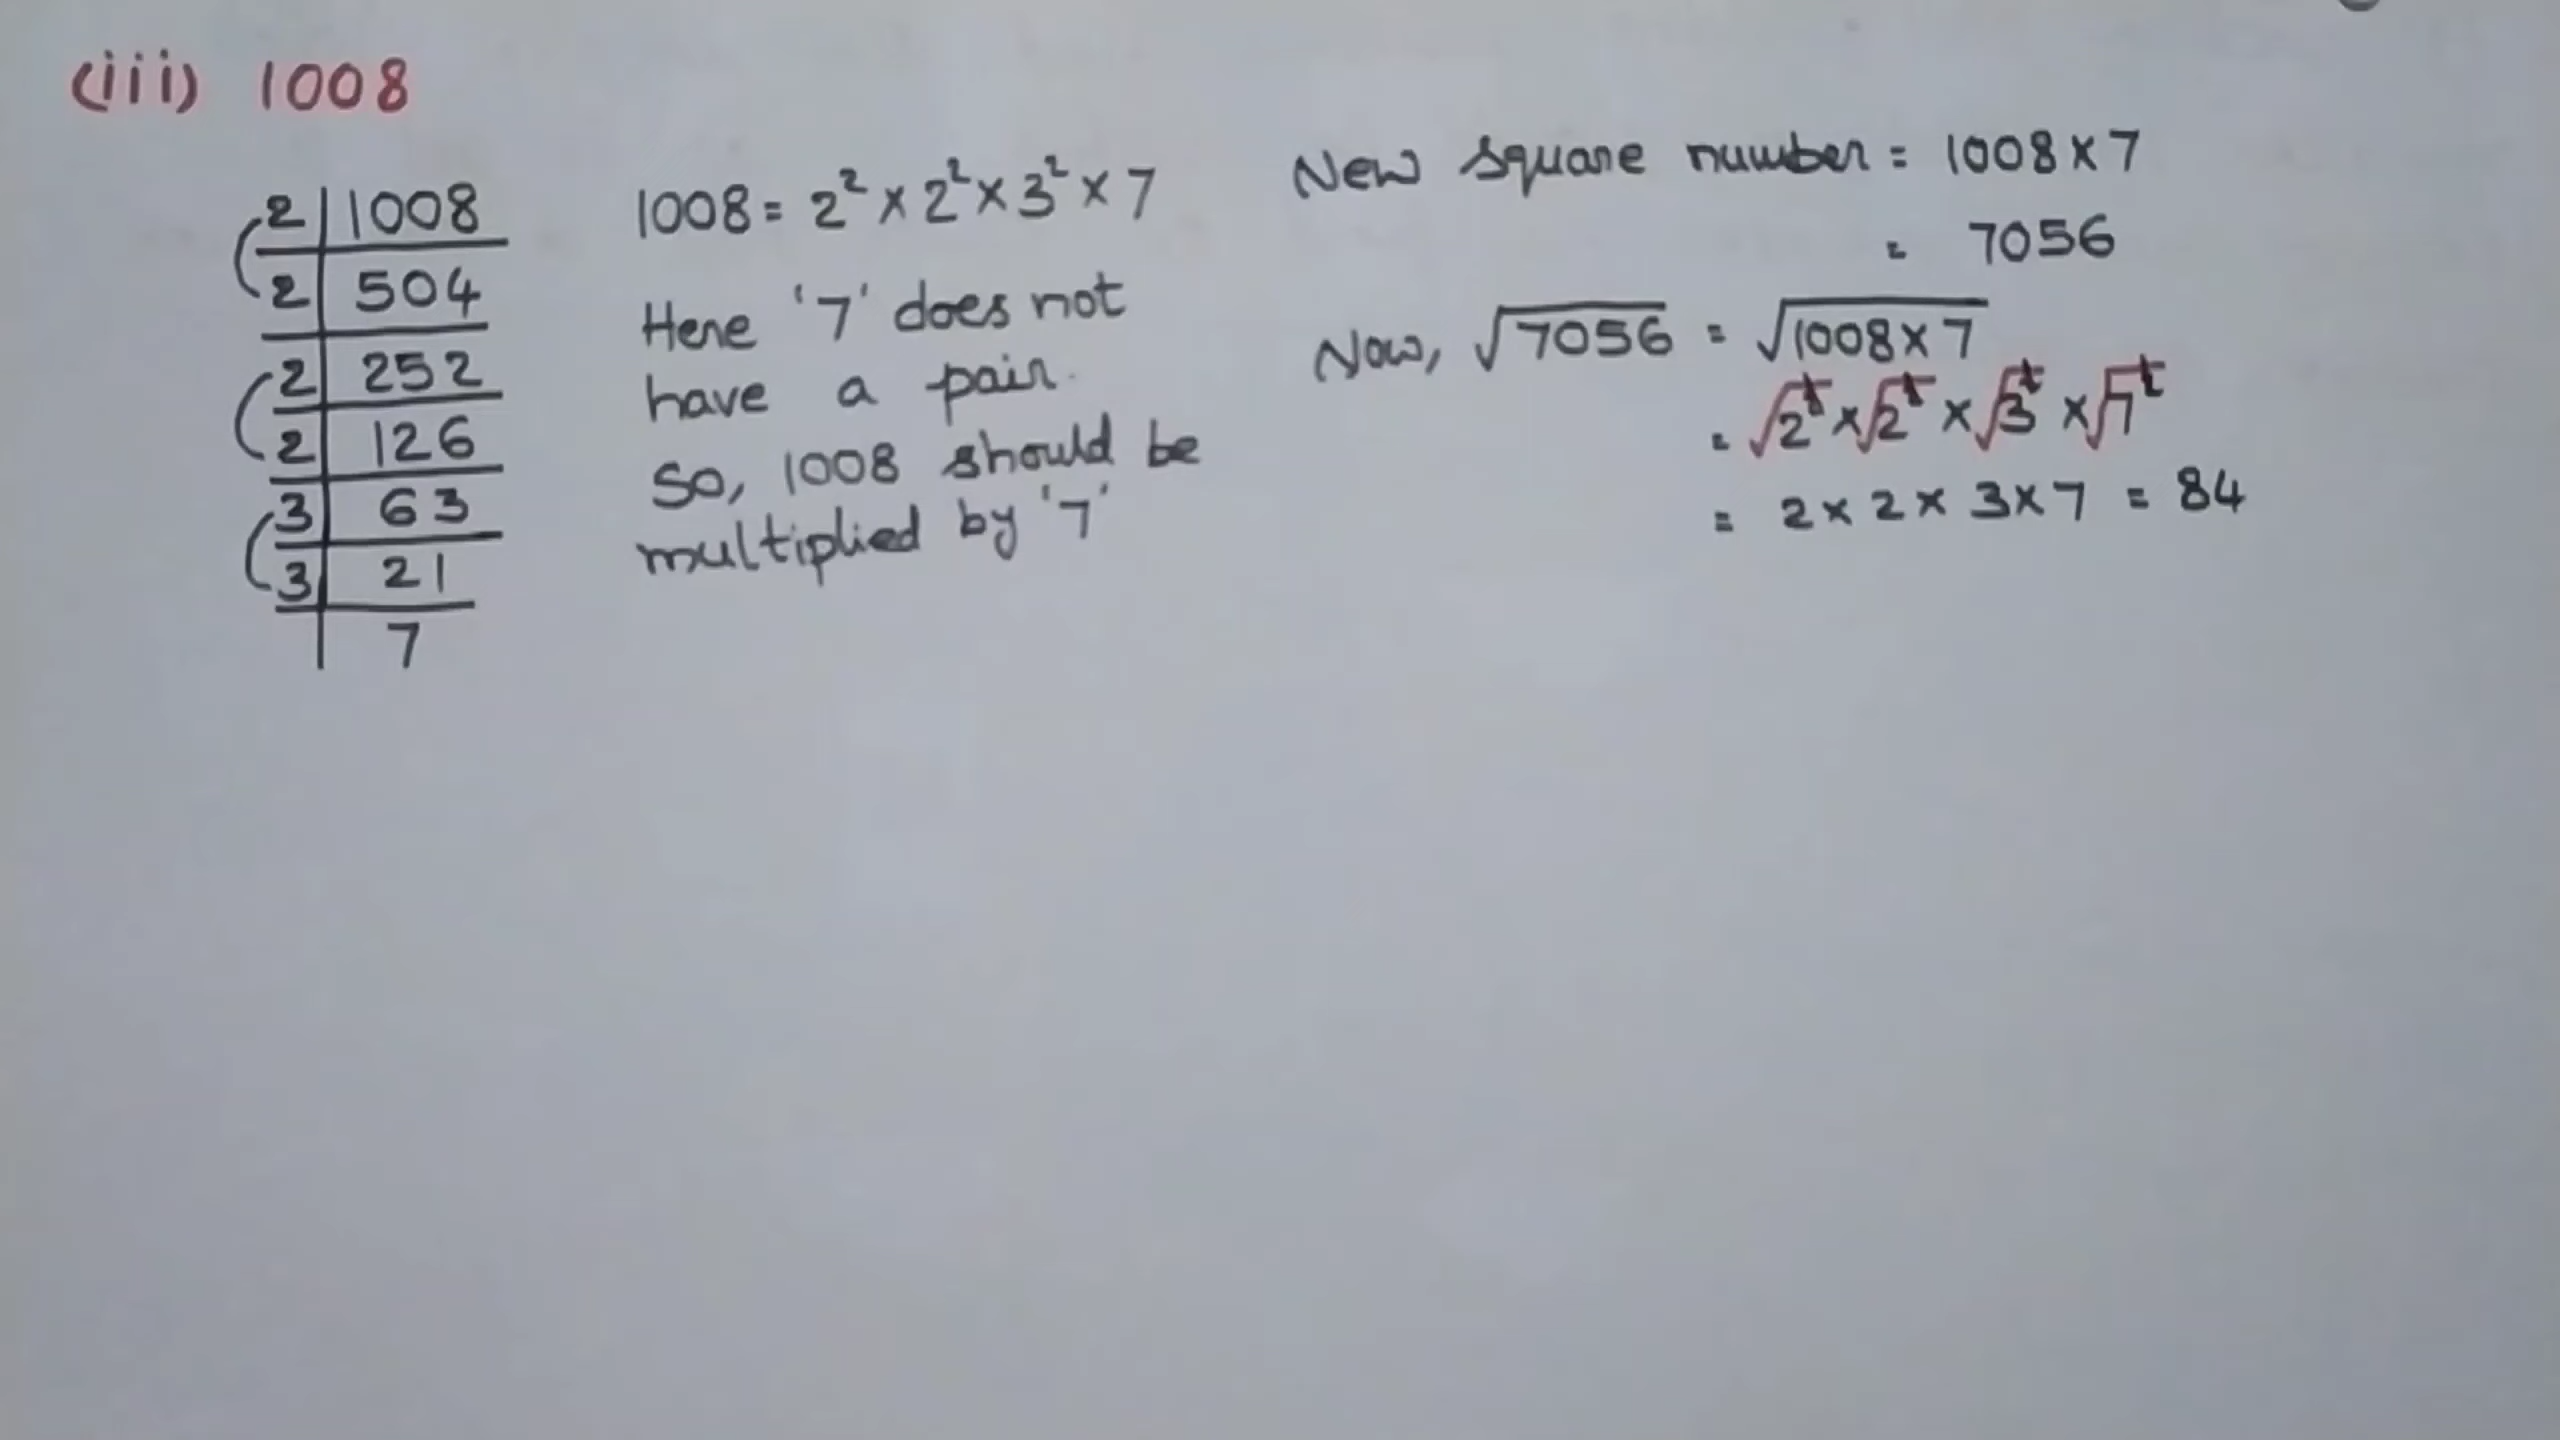 (iii) 1008
2 | 1008
2 | 504
2 | 252
2 | 126
3 | 63
3 | 21
7
1008 = 2² × 2² × 3² × 7
Here '7' does not
have a pair.
So, 1008 should be
multiplied by '7'
New square number = 1008 × 7
= 7056
Now, √7056 = √1008 × 7
= √2² × √2² × √3² × √7²
= 2 × 2 × 3 × 7 = 84